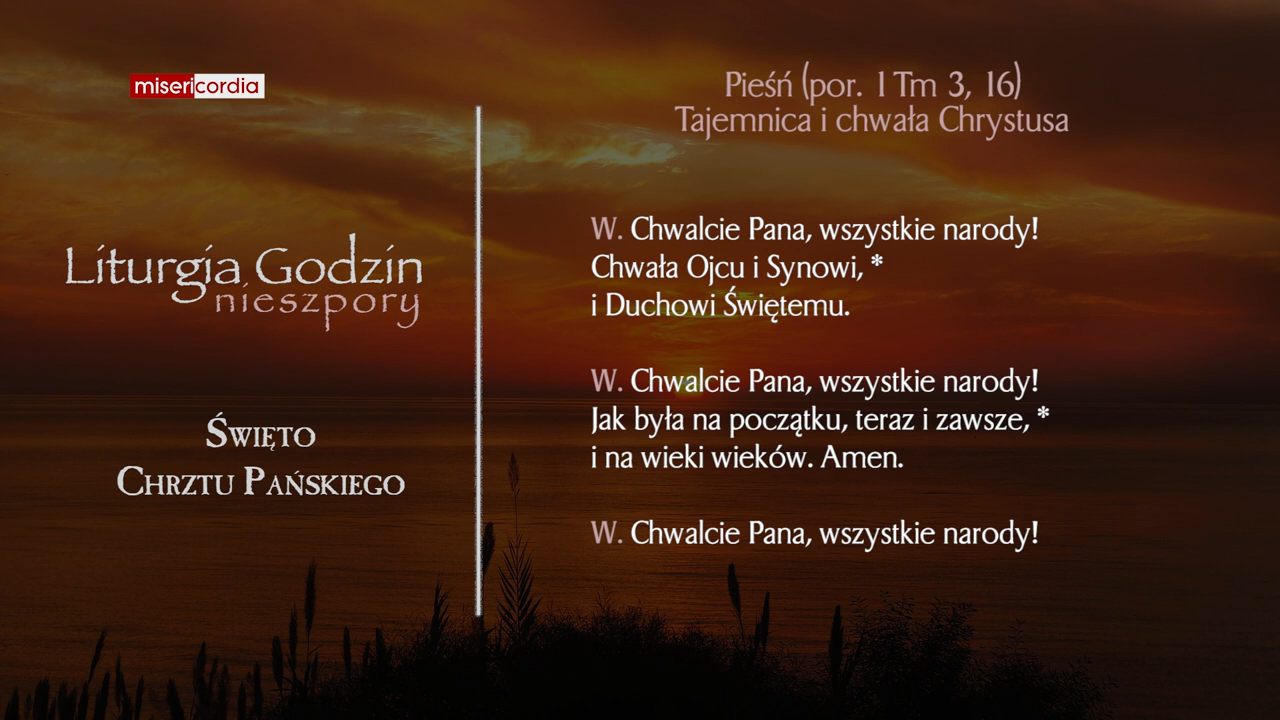 misericordia
Liturgia Godzin
nieszpory
Święto
Chrztu Pańskiego
Pieśń (por. 1 Tm 3, 16)
Tajemnica i chwała Chrystusa
W. Chwalcie Pana, wszystkie narody!
Chwała Ojcu i Synowi, *
i Duchowi Świętemu.
W. Chwalcie Pana, wszystkie narody!
Jak była na początku, teraz i zawsze, *
i na wieki wieków. Amen.
W. Chwalcie Pana, wszystkie narody!